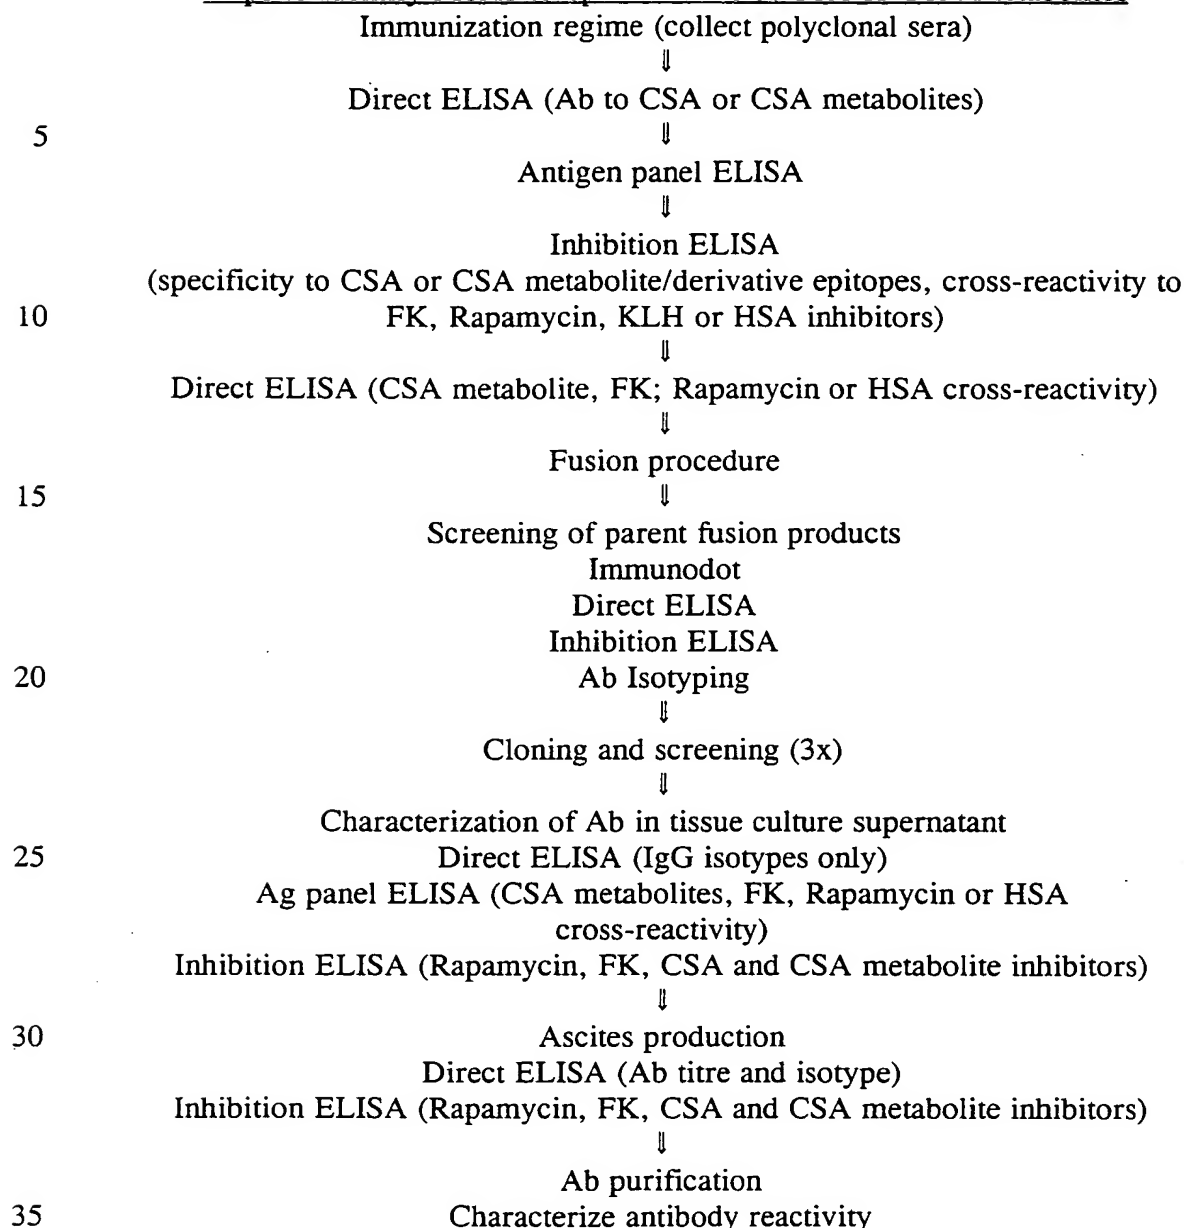 Immunization regime (collect polyclonal sera)
⇓
Direct ELISA (Ab to CSA or CSA metabolites)
5 ⇓
Antigen panel ELISA
⇓
Inhibition ELISA
(specificity to CSA or CSA metabolite/derivative epitopes, cross-reactivity to
10 FK, Rapamycin, KLH or HSA inhibitors)
⇓
Direct ELISA (CSA metabolite, FK; Rapamycin or HSA cross-reactivity)
⇓
Fusion procedure
15 ⇓
Screening of parent fusion products
Immunodot
Direct ELISA
Inhibition ELISA
20 Ab Isotyping
⇓
Cloning and screening (3x)
⇓
Characterization of Ab in tissue culture supernatant
25 Direct ELISA (IgG isotypes only)
Ag panel ELISA (CSA metabolites, FK, Rapamycin or HSA
cross-reactivity)
Inhibition ELISA (Rapamycin, FK, CSA and CSA metabolite inhibitors)
⇓
30 Ascites production
Direct ELISA (Ab titre and isotype)
Inhibition ELISA (Rapamycin, FK, CSA and CSA metabolite inhibitors)
⇓
Ab purification
35 Characterize antibody reactivity